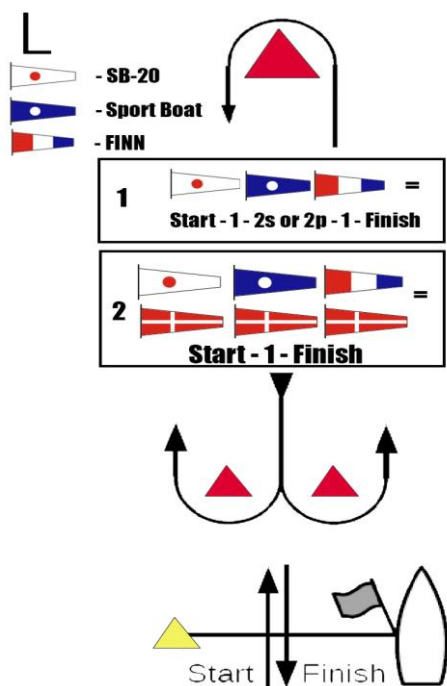 L
- SB-20
- Sport Boat
- FINN
1 =
Start - 1 - 2s or 2p - 1 - Finish
2 =
Start - 1 - Finish
Start Finish